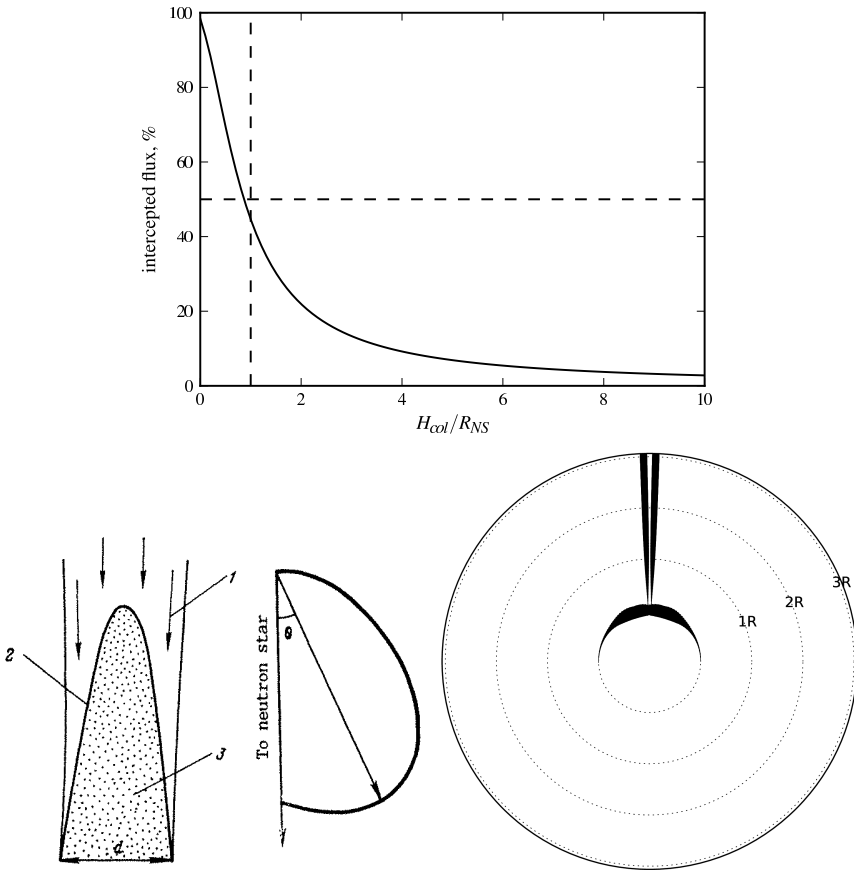 100
80
60
40
20
0
intercepted flux, %
0 2 4 6 8 10
H_col/R_NS
1
2
3
d
To neutron star
θ
1R
2R
3R